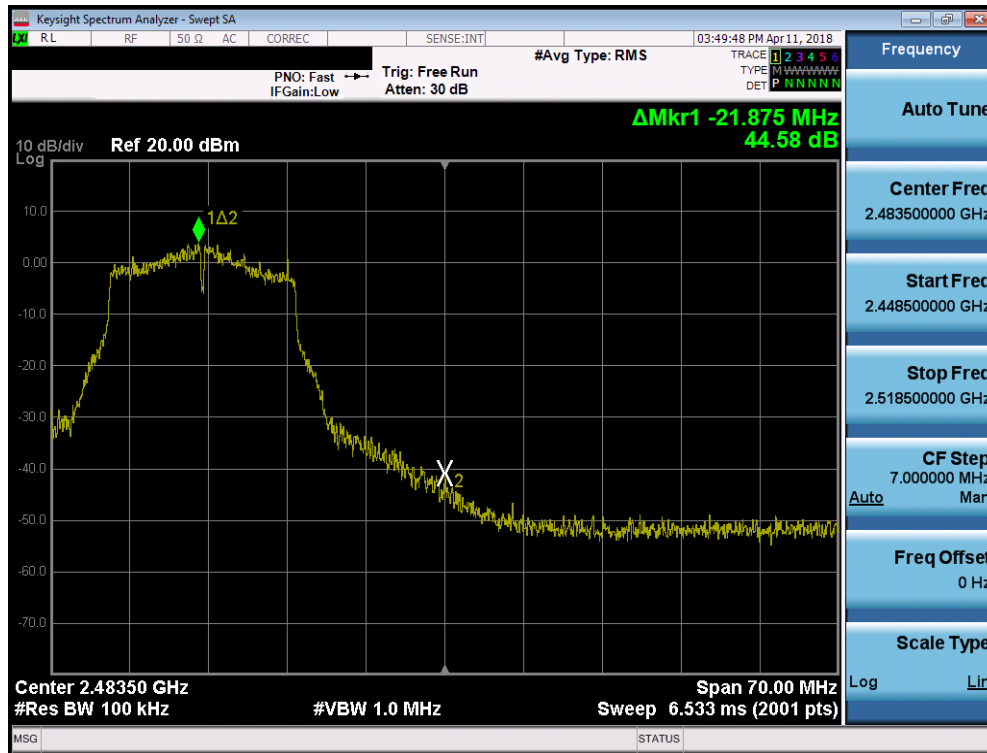 Keysight Spectrum Analyzer - Swept SA
LXI RL RF 50 Ω AC CORREC SENSE:INT 03:49:48 PM Apr 11, 2018
#Avg Type: RMS TRACE 1 2 3 4 5 6
PNO: Fast Trig: Free Run TYPE M WWWWW
IFGain:Low Atten: 30 dB DET P N N N N N
ΔMkr1 -21.875 MHz
44.58 dB
10 dB/div Ref 20.00 dBm
Log
1Δ2
10.0
0.00
-10.0
-20.0
-30.0
-40.0
X2
-50.0
-60.0
-70.0
Center 2.48350 GHz Span 70.00 MHz
#Res BW 100 kHz #VBW 1.0 MHz Sweep 6.533 ms (2001 pts)
MSG STATUS
Frequency
Auto Tune
Center Freq
2.483500000 GHz
Start Freq
2.448500000 GHz
Stop Freq
2.518500000 GHz
CF Step
7.000000 MHz
Auto Man
Freq Offset
0 Hz
Scale Type
Log Lin